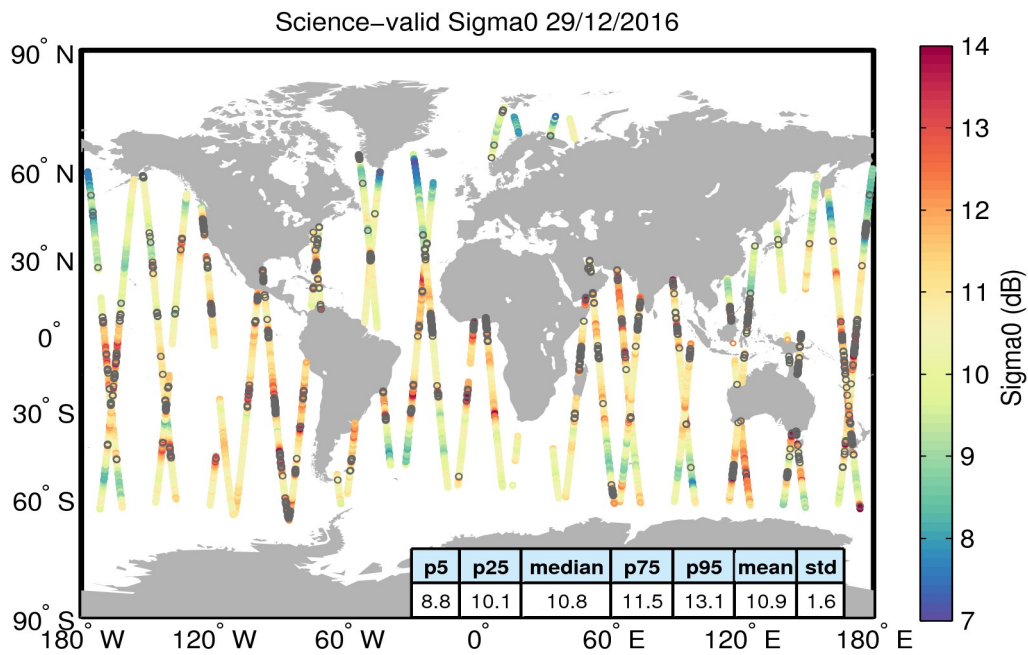 Science−valid Sigma0 29/12/2016
90° N
60° N
30° N
0°
30° S
60° S
90° S
180° W
120° W
60° W
0°
60° E
120° E
180° E
p5 p25 median p75 p95 mean std
8.8 10.1 10.8 11.5 13.1 10.9 1.6
14
13
12
11
10
9
8
7
Sigma0 (dB)